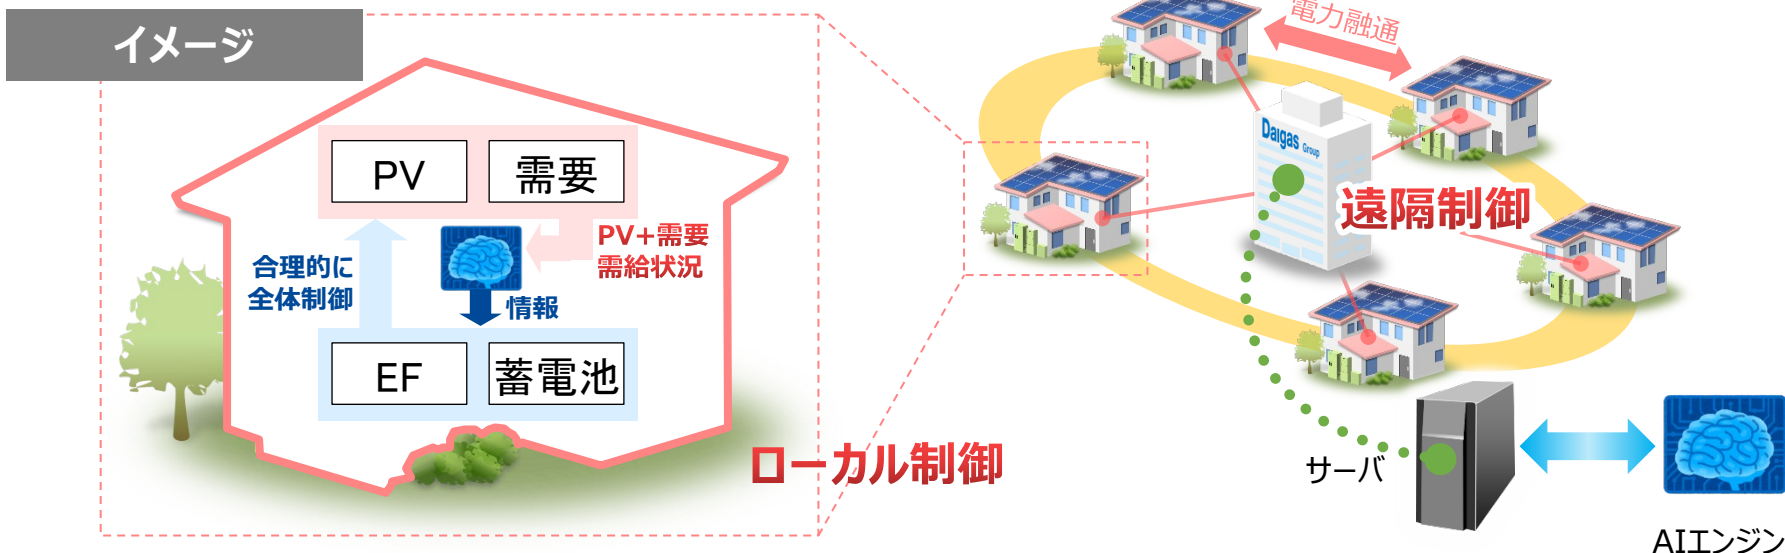 イメージ
PV
需要
PV+需要
需給状況
合理的に
全体制御
情報
EF
蓄電池
ローカル制御
電力融通
Daigas Group
遠隔制御
サーバ
AIエンジン